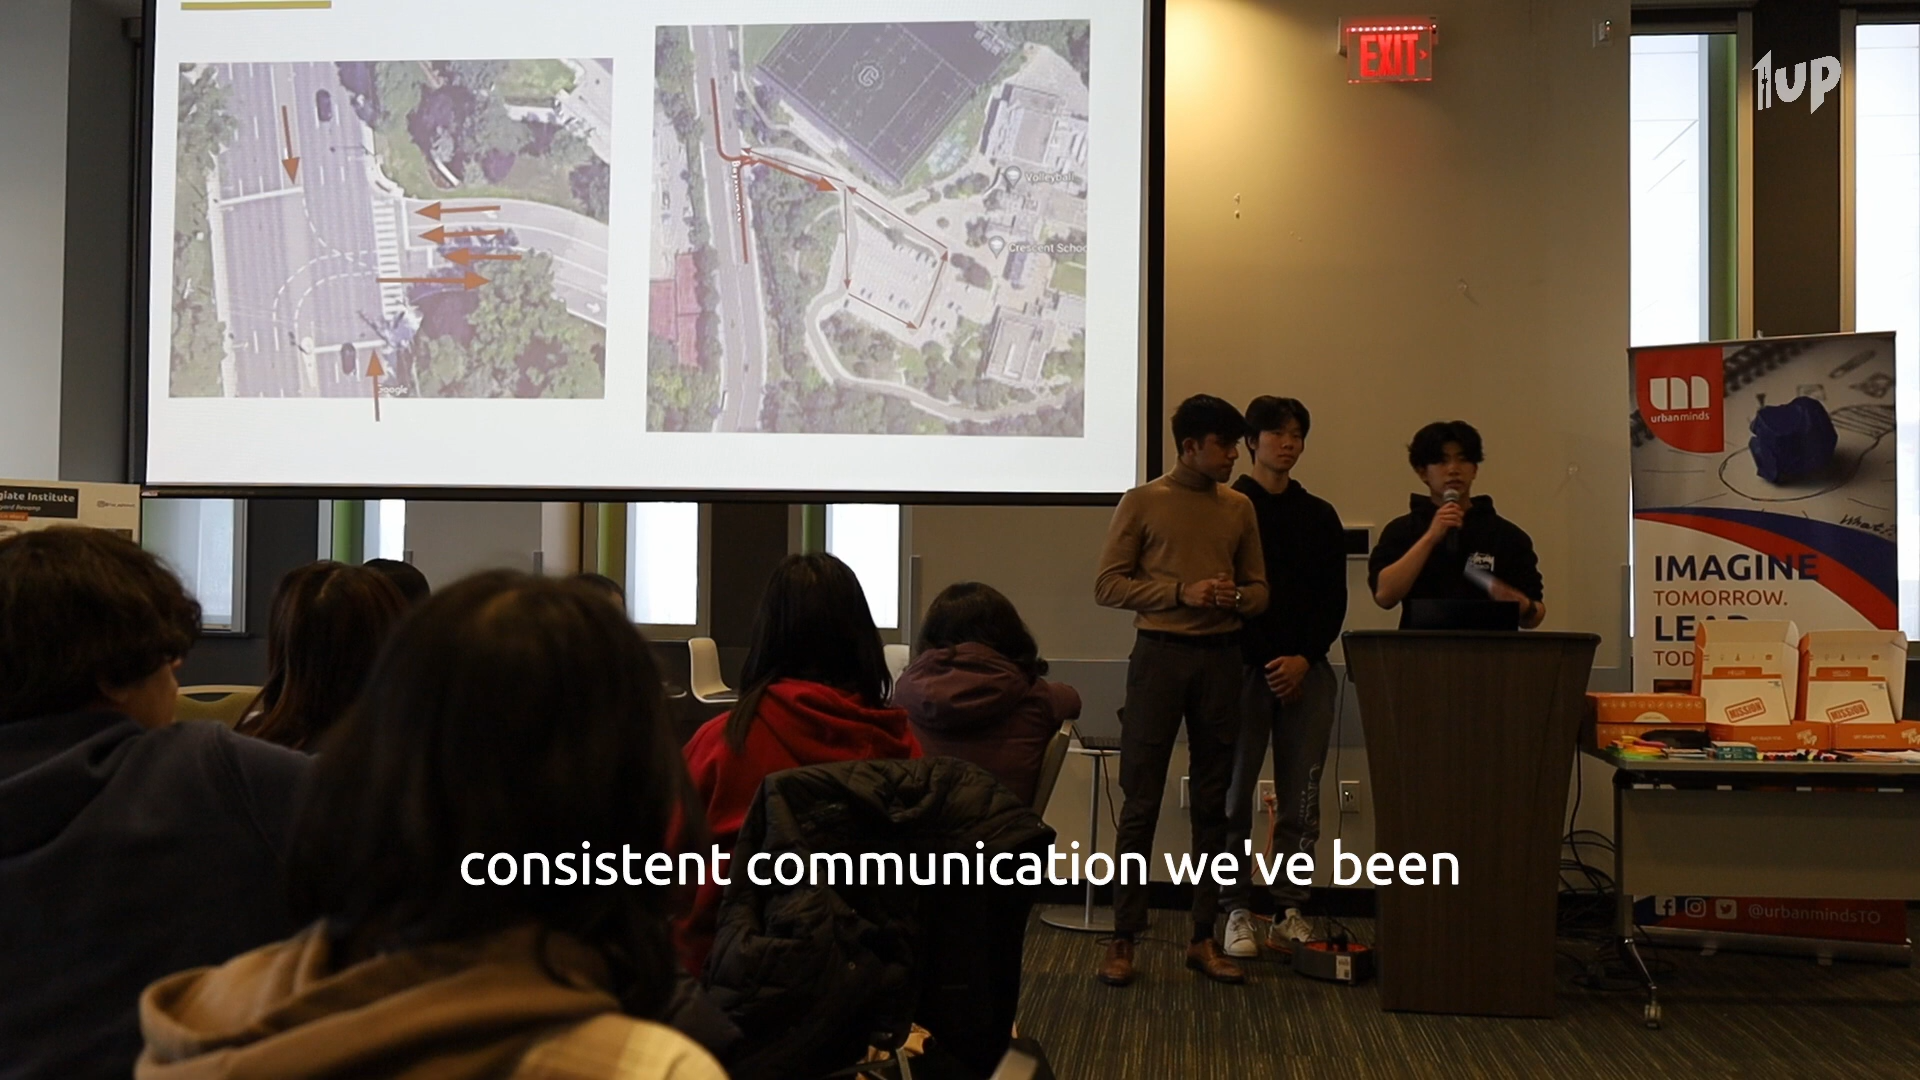 EXIT
1UP
Volleyball
Crescent School
Google
urbanminds
giate Institute
IMAGINE
TOMORROW.
LEAD
TOD
MISSION
MISSION
consistent communication we've been
@urbanmindsTO